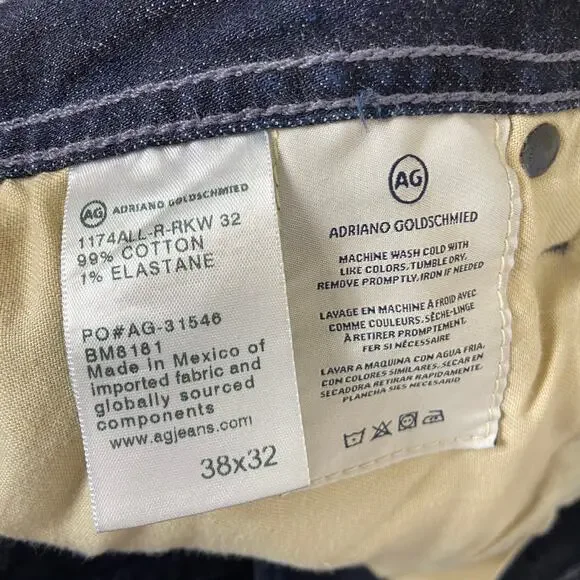 AG ADRIANO GOLDSCHMIED
1174ALL-R-RKW 32
99% COTTON
1% ELASTANE
PO#AG-31546
BM8181
Made in Mexico of
imported fabric and
globally sourced
components
www.agjeans.com
38x32
AG
ADRIANO GOLDSCHMIED
MACHINE WASH COLD WITH
LIKE COLORS, TUMBLE DRY,
REMOVE PROMPTLY, IRON IF NEEDED
LAVAGE EN MACHINE À FROID AVEC
COMME COULEURS, SÈCHE-LINGE
À RETIRER PROMPTEMENT,
FER SI NÉCESSAIRE
LAVAR A MAQUINA CON AGUA FRIA,
CON COLORES SIMILARES, SECAR EN
SECADORA RETIRAR RAPIDAMENTE,
PLANCHA SIES NECESARIO